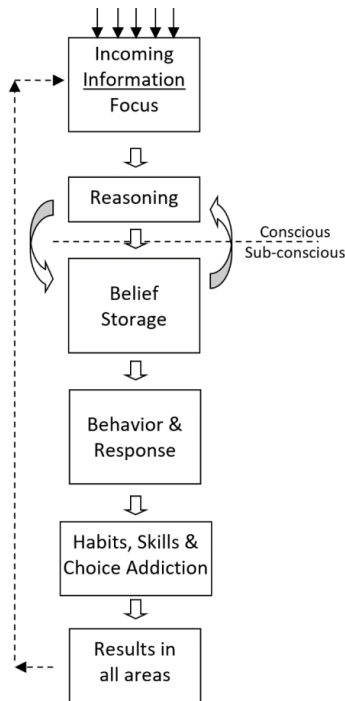 Incoming
Information
Focus
Reasoning
Conscious
Sub-conscious
Belief
Storage
Behavior &
Response
Habits, Skills &
Choice Addiction
Results in
all areas